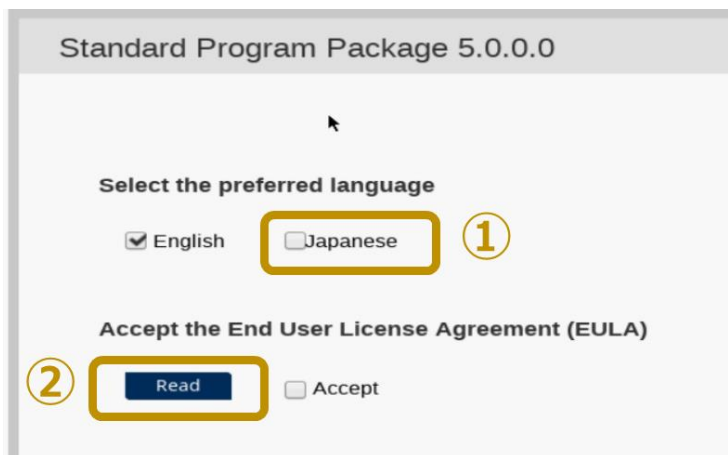 Standard Program Package 5.0.0.0
Select the preferred language
English Japanese ①
Accept the End User License Agreement (EULA)
② Read Accept